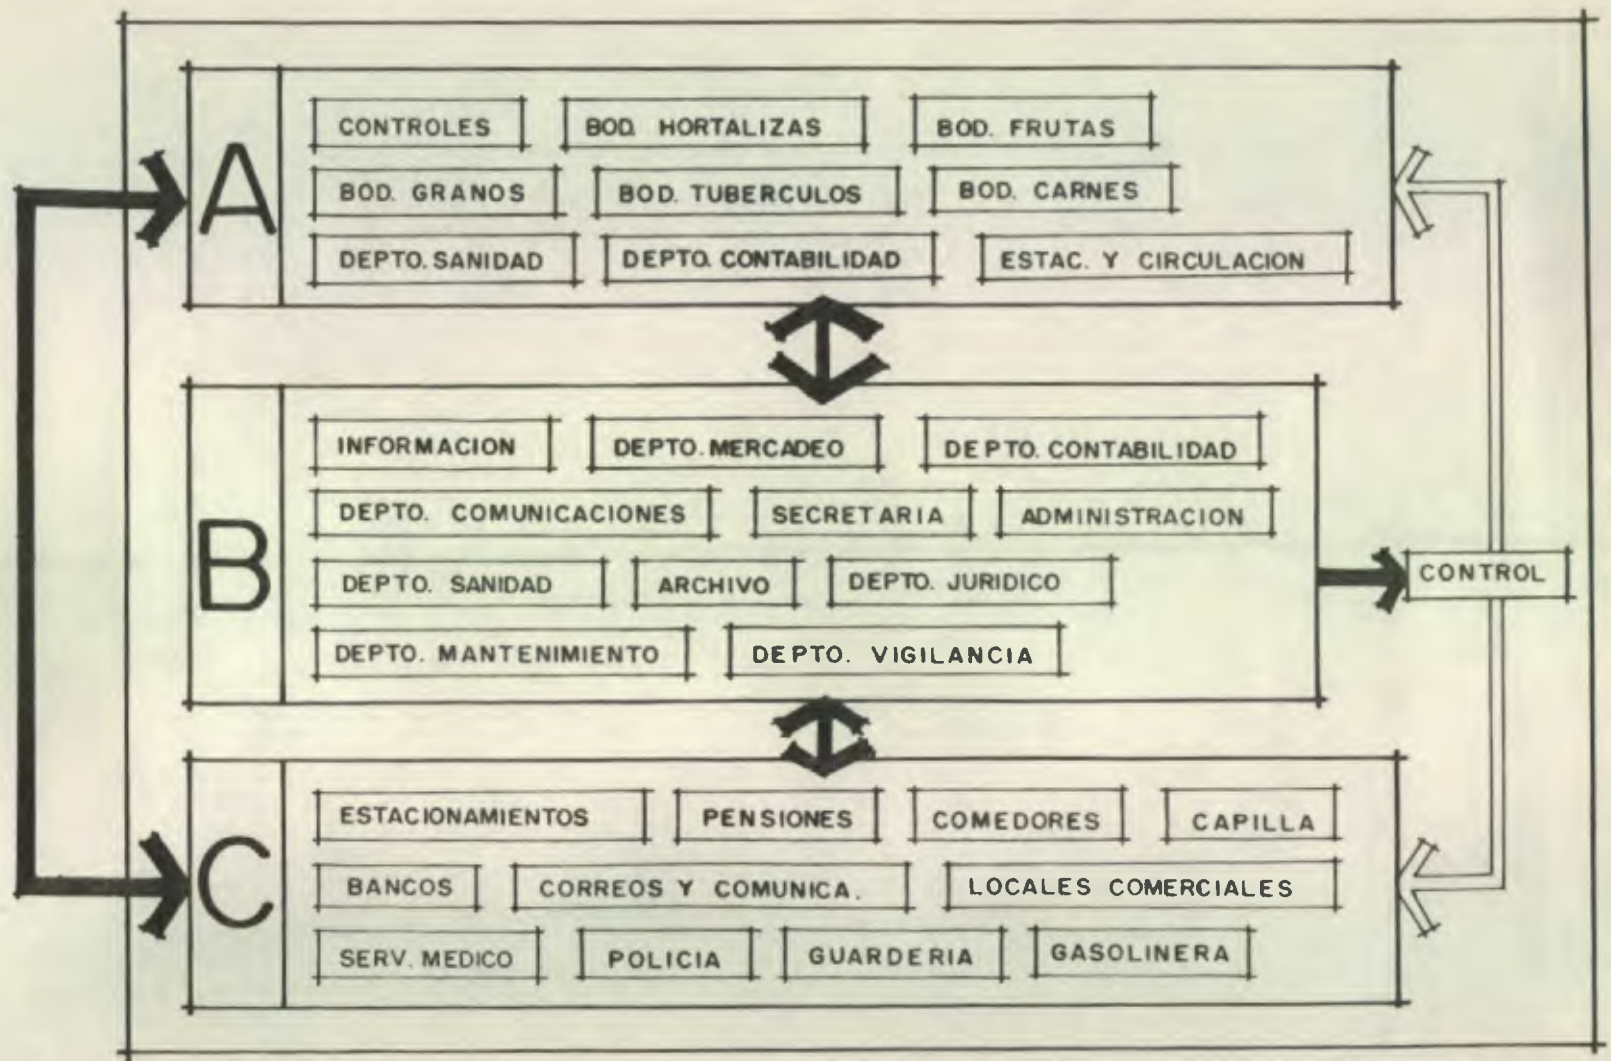 A
CONTROLES BOD. HORTALIZAS BOD. FRUTAS
BOD. GRANOS BOD. TUBERCULOS BOD. CARNES
DEPTO. SANIDAD DEPTO. CONTABILIDAD ESTAC. Y CIRCULACION
B
INFORMACION DEPTO. MERCADEO DEPTO. CONTABILIDAD
DEPTO. COMUNICACIONES SECRETARIA ADMINISTRACION
DEPTO. SANIDAD ARCHIVO DEPTO. JURIDICO
DEPTO. MANTENIMIENTO DEPTO. VIGILANCIA
CONTROL
C
ESTACIONAMIENTOS PENSIONES COMEDORES CAPILLA
BANCOS CORREOS Y COMUNICA. LOCALES COMERCIALES
SERV. MEDICO POLICIA GUARDERIA GASOLINERA